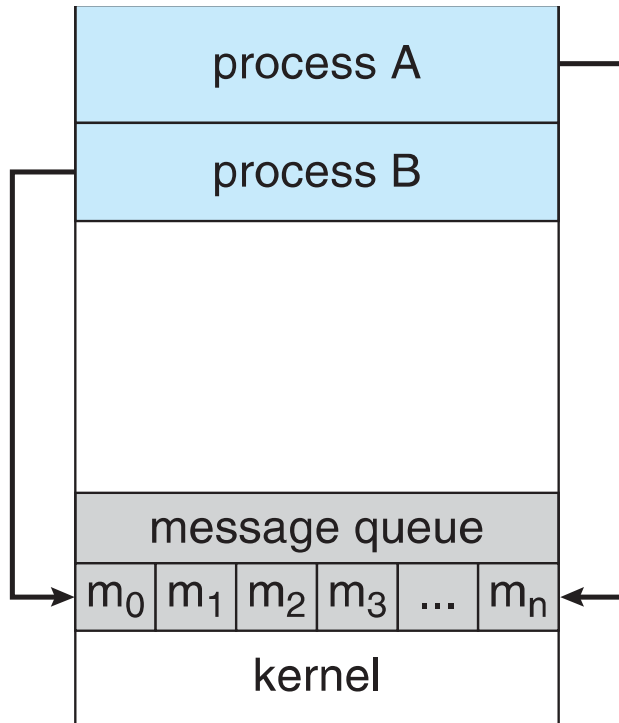 process A
process B
message queue
m₀ m₁ m₂ m₃ ... mₙ
kernel